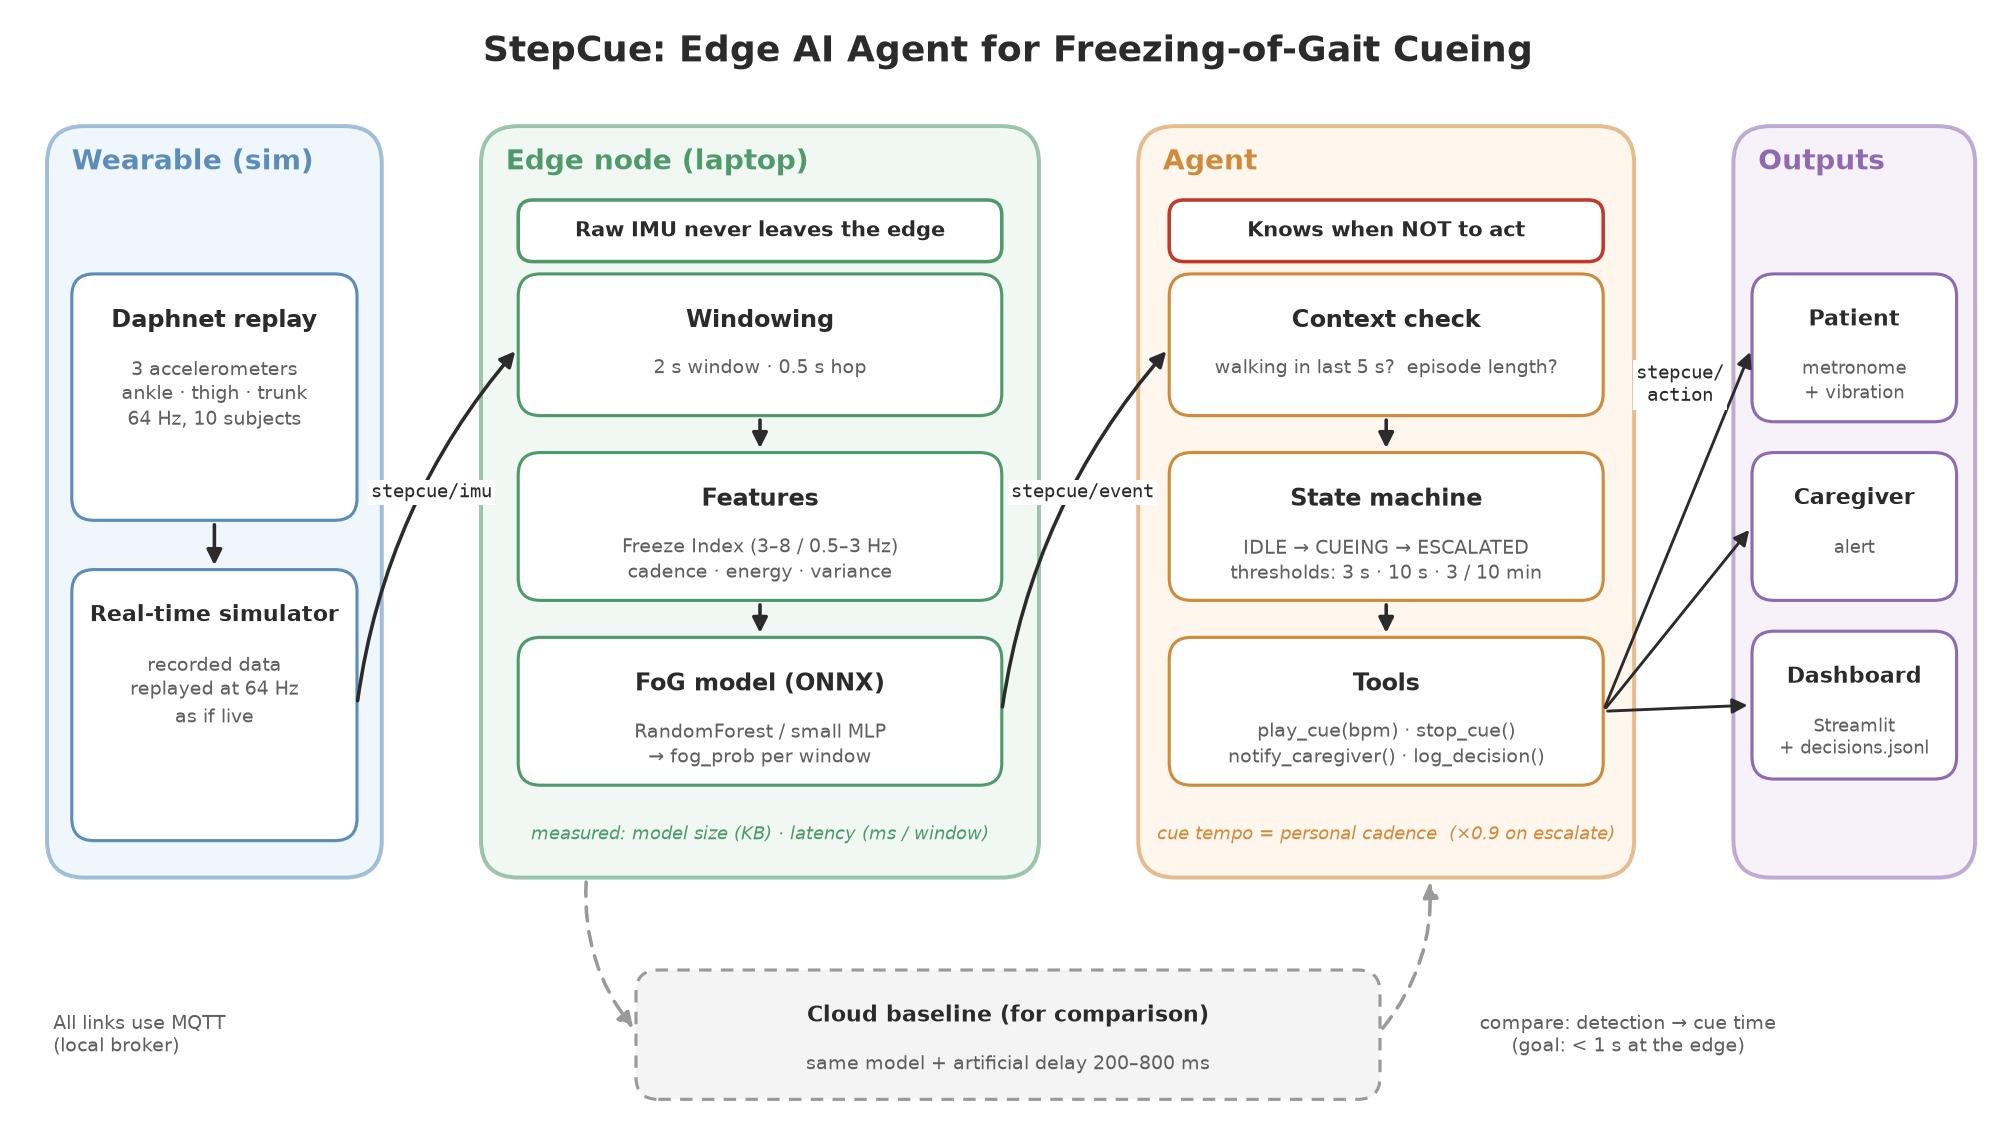 StepCue: Edge AI Agent for Freezing-of-Gait Cueing
Wearable (sim)
Daphnet replay
3 accelerometers
ankle · thigh · trunk
64 Hz, 10 subjects
Real-time simulator
recorded data
replayed at 64 Hz
as if live
stepcue/imu
Edge node (laptop)
Raw IMU never leaves the edge
Windowing
2 s window · 0.5 s hop
Features
Freeze Index (3–8 / 0.5–3 Hz)
cadence · energy · variance
FoG model (ONNX)
RandomForest / small MLP
→ fog_prob per window
measured: model size (KB) · latency (ms / window)
stepcue/event
Agent
Knows when NOT to act
Context check
walking in last 5 s?  episode length?
State machine
IDLE → CUEING → ESCALATED
thresholds: 3 s · 10 s · 3 / 10 min
Tools
play_cue(bpm) · stop_cue()
notify_caregiver() · log_decision()
cue tempo = personal cadence  (×0.9 on escalate)
stepcue/
action
Outputs
Patient
metronome
+ vibration
Caregiver
alert
Dashboard
Streamlit
+ decisions.jsonl
All links use MQTT
(local broker)
Cloud baseline (for comparison)
same model + artificial delay 200–800 ms
compare: detection → cue time
(goal: < 1 s at the edge)